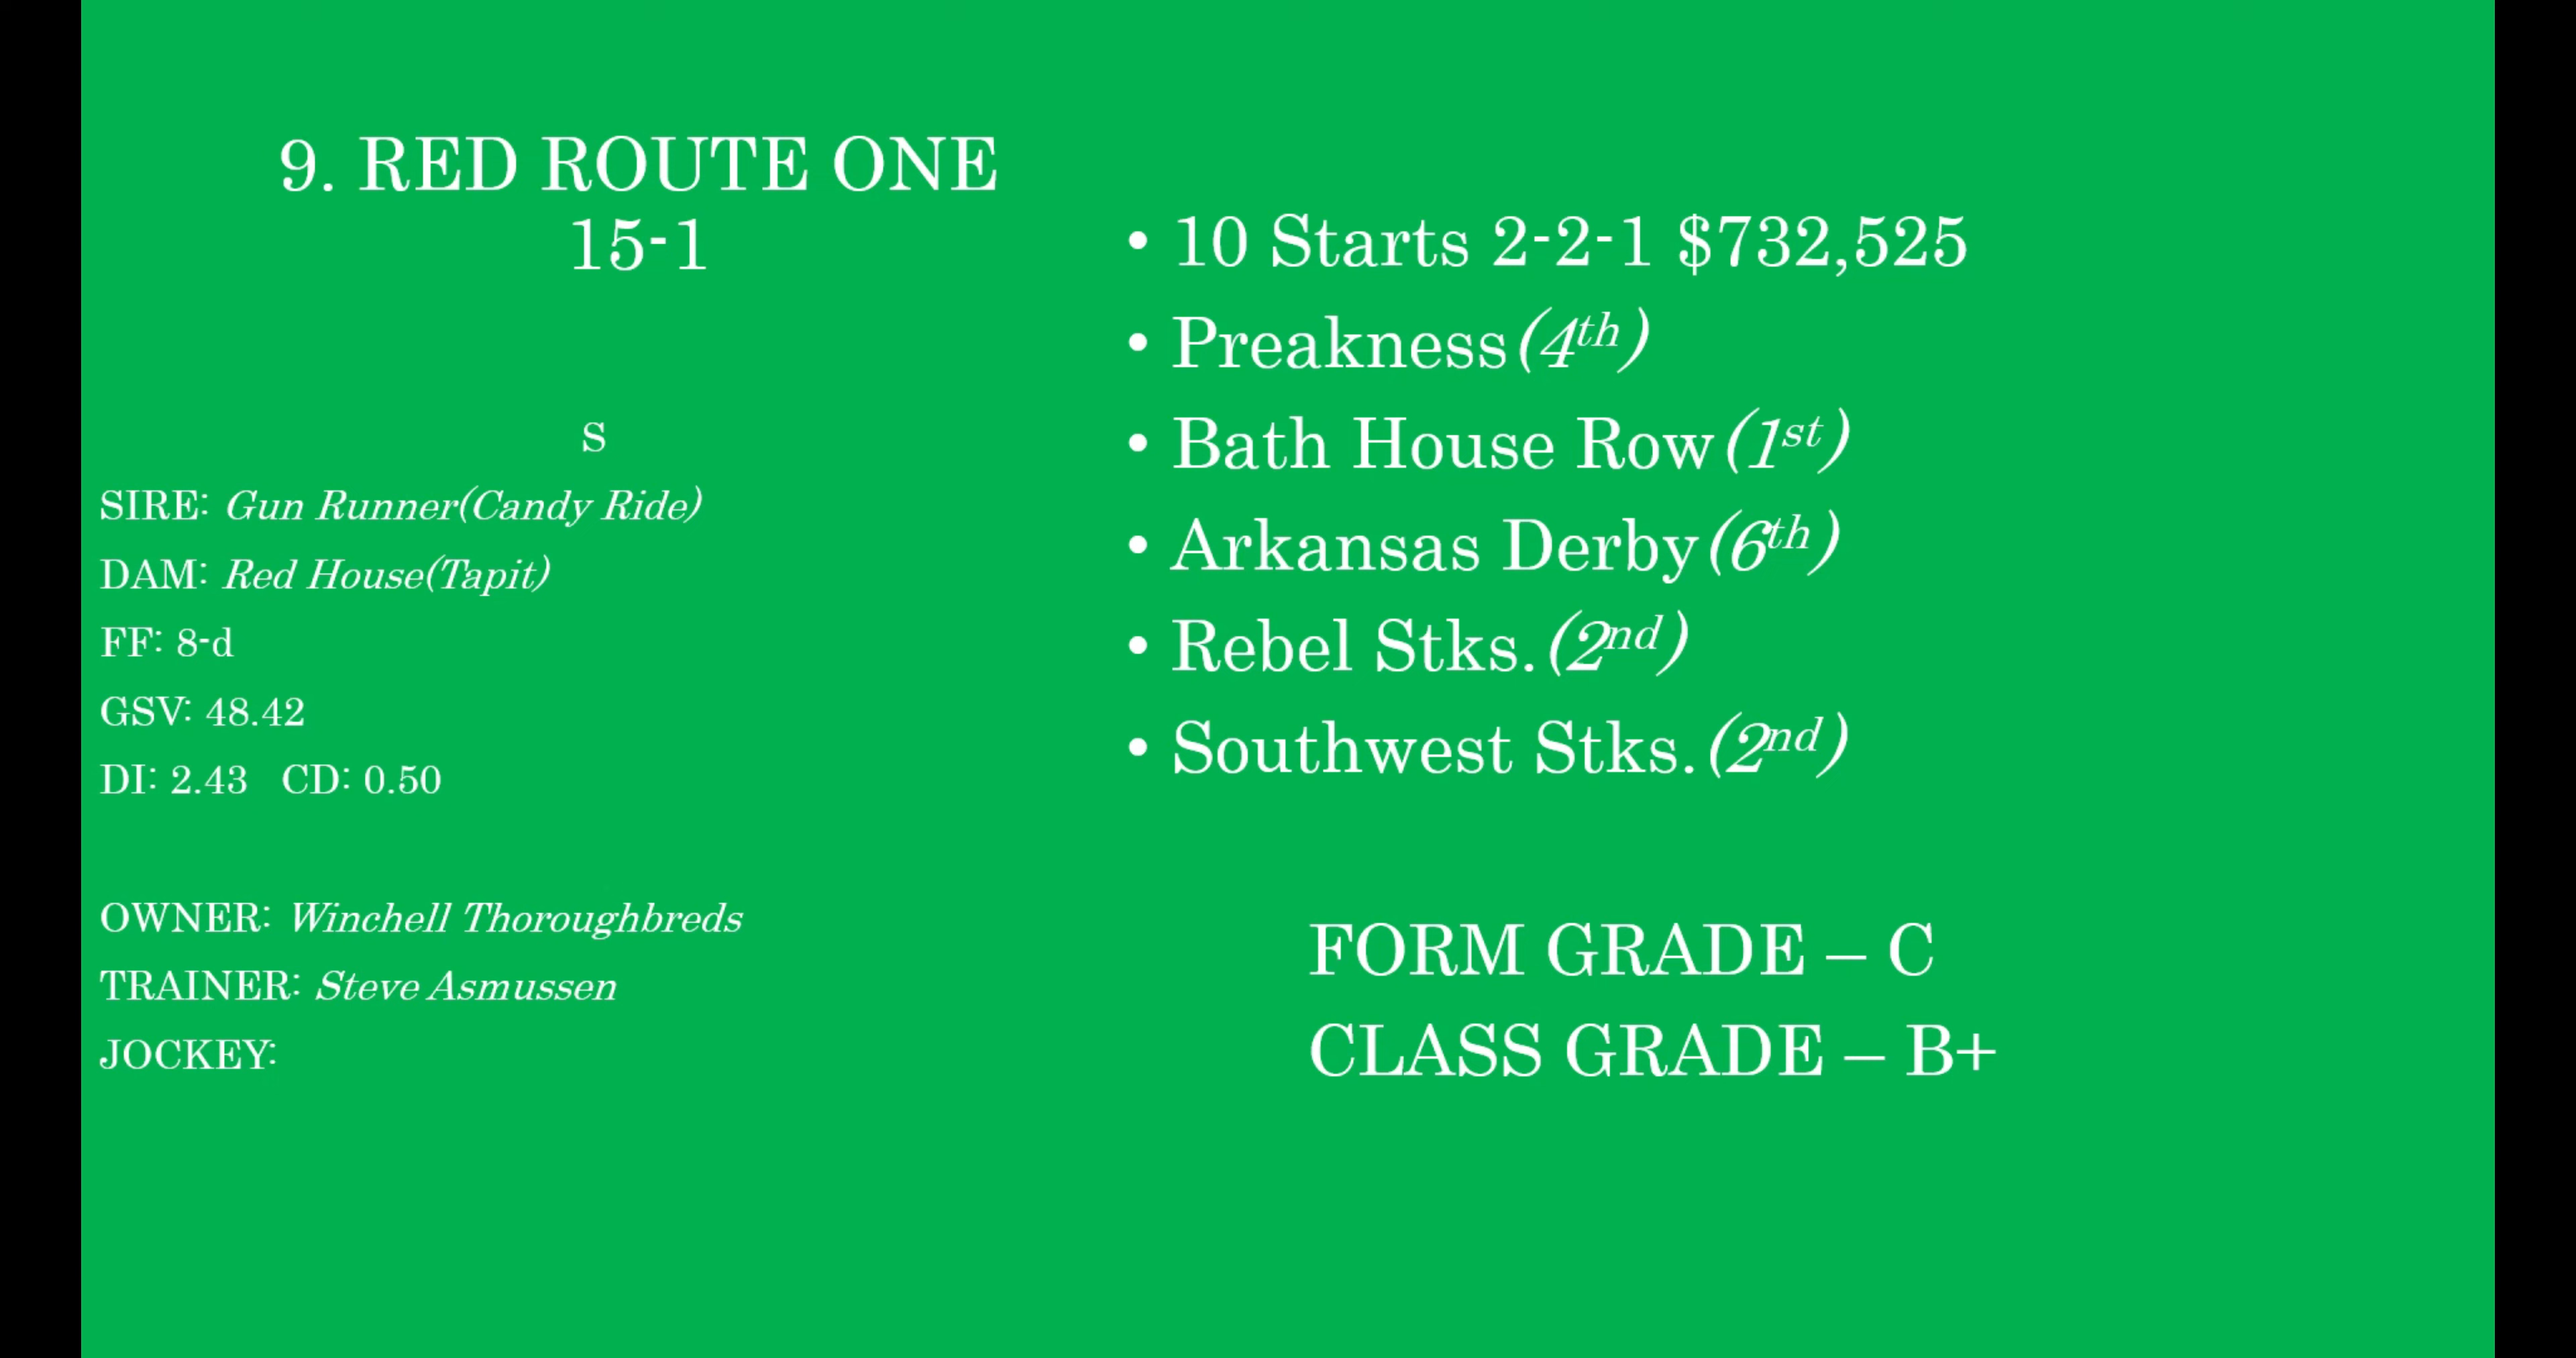 9. RED ROUTE ONE
15-1
S
SIRE: Gun Runner(Candy Ride)
DAM: Red House(Tapit)
FF: 8-d
GSV: 48.42
DI: 2.43 CD: 0.50
OWNER: Winchell Thoroughbreds
TRAINER: Steve Asmussen
JOCKEY:
• 10 Starts 2-2-1 $732,525
• Preakness(4th)
• Bath House Row(1st)
• Arkansas Derby(6th)
• Rebel Stks.(2nd)
• Southwest Stks.(2nd)
FORM GRADE – C
CLASS GRADE – B+